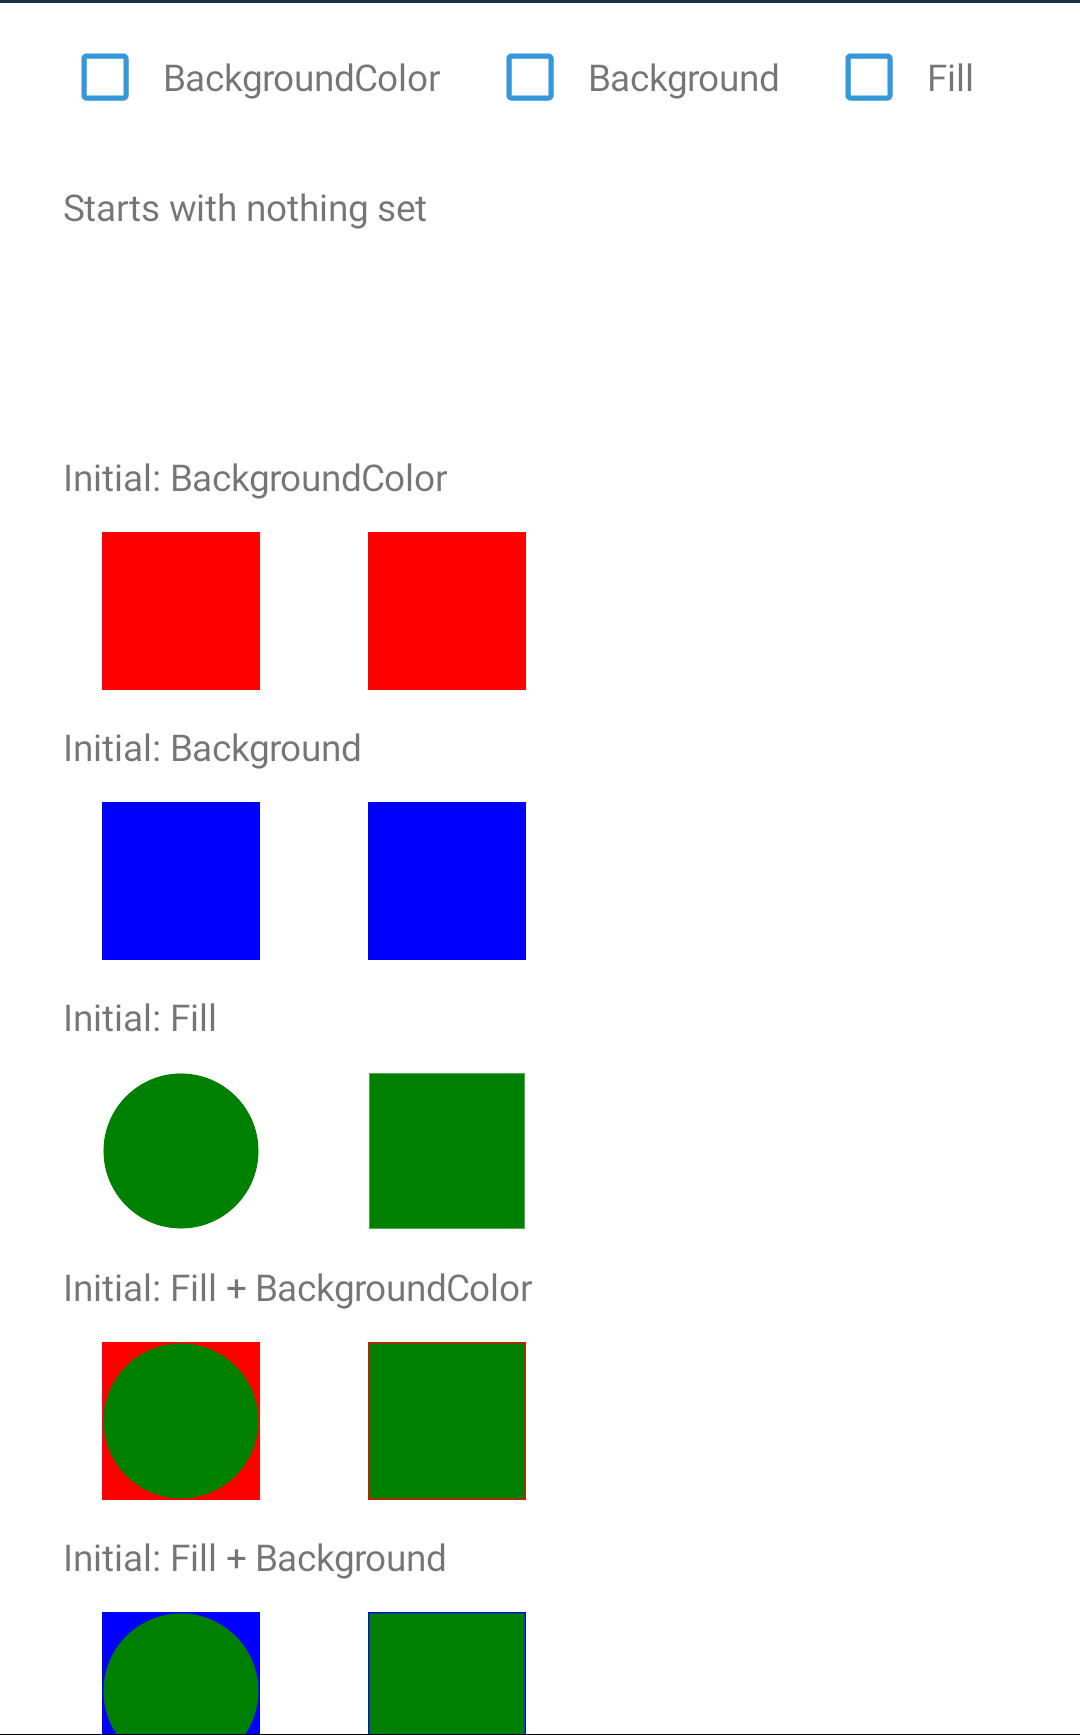 BackgroundColor Background Fill
Starts with nothing set
Initial: BackgroundColor
Initial: Background
Initial: Fill
Initial: Fill + BackgroundColor
Initial: Fill + Background